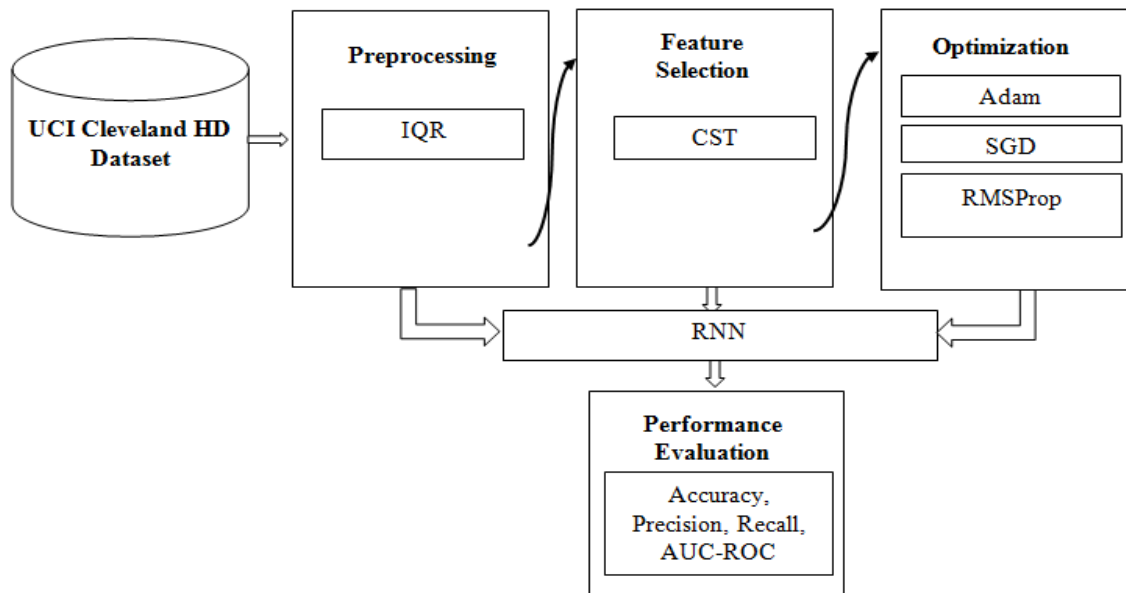 UCI Cleveland HD
Dataset
Preprocessing
IQR
Feature
Selection
CST
Optimization
Adam
SGD
RMSProp
RNN
Performance
Evaluation
Accuracy,
Precision, Recall,
AUC-ROC